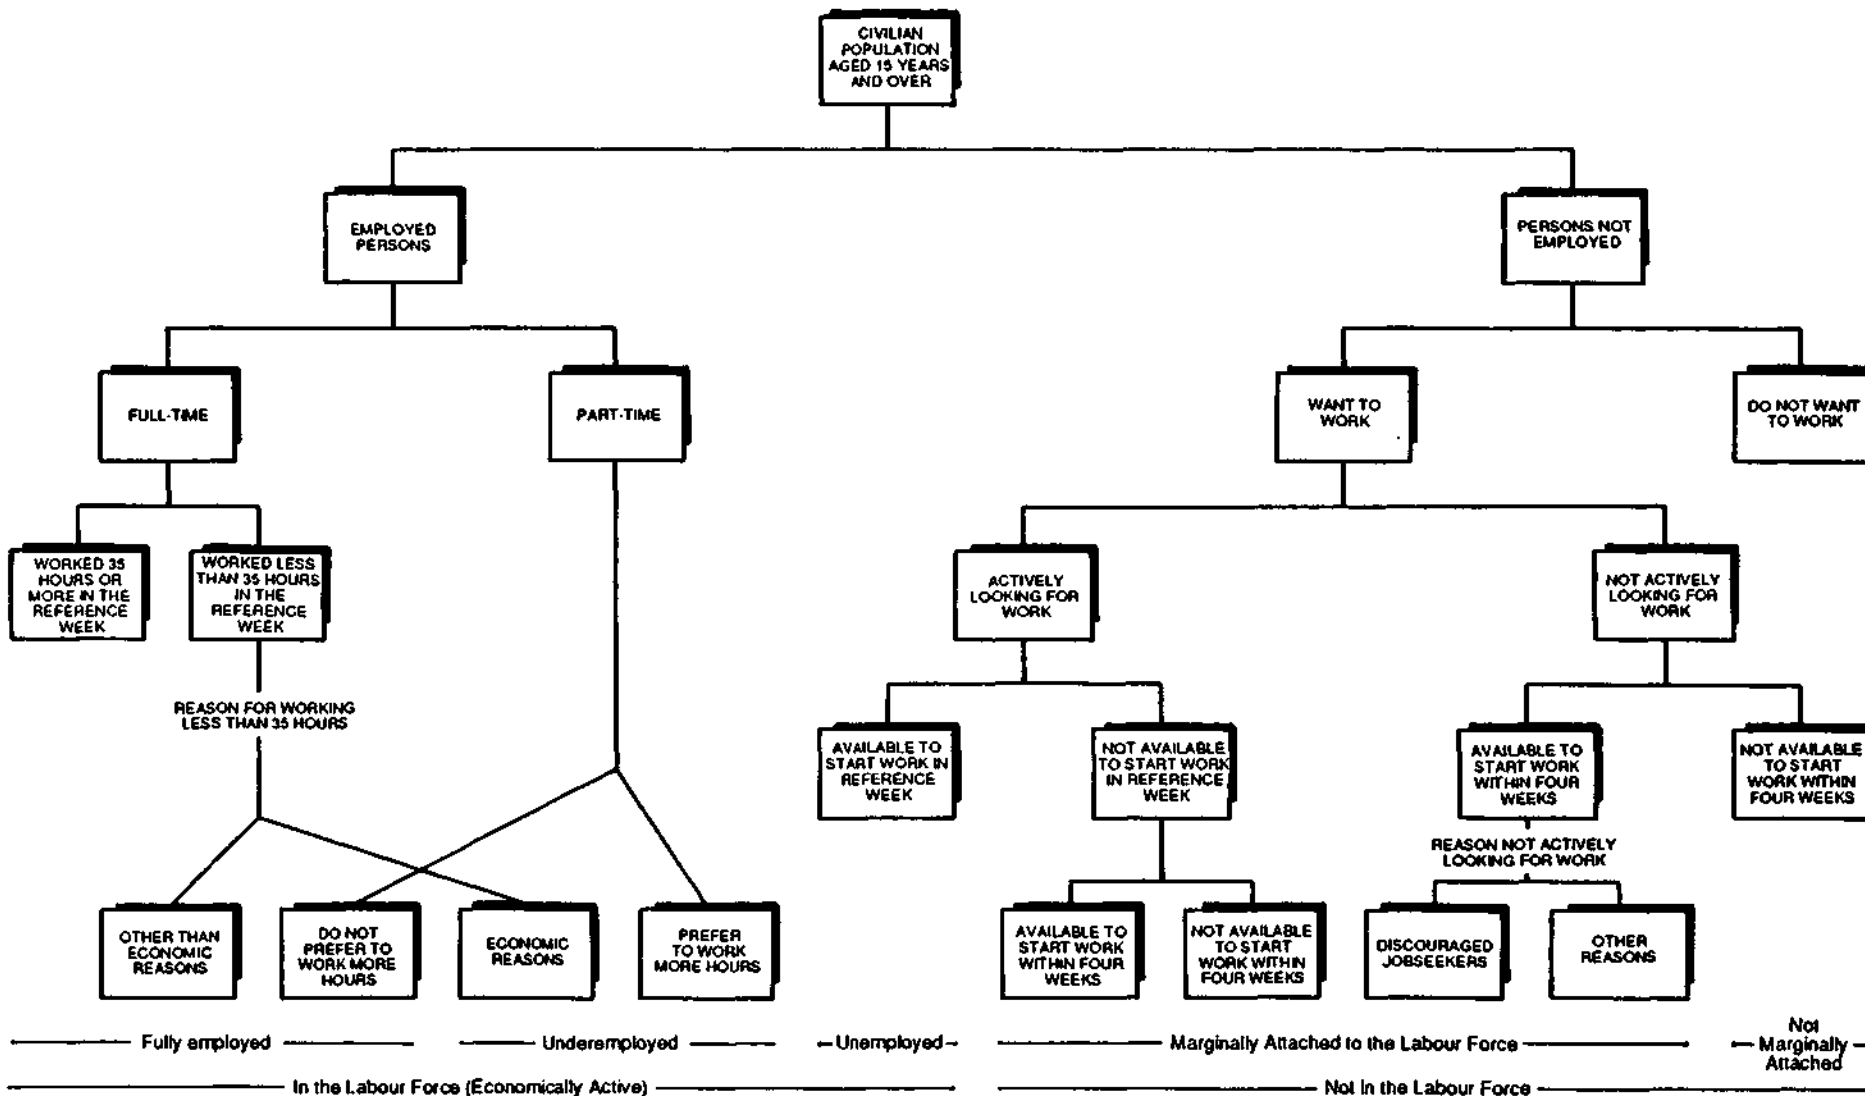 CIVILIAN
POPULATION
AGED 15 YEARS
AND OVER
EMPLOYED
PERSONS
PERSONS NOT
EMPLOYED
FULL-TIME
PART-TIME
WANT TO
WORK
DO NOT WANT
TO WORK
WORKED 35
HOURS OR
MORE IN THE
REFERENCE
WEEK
WORKED LESS
THAN 35 HOURS
IN THE
REFERENCE
WEEK
ACTIVELY
LOOKING FOR
WORK
NOT ACTIVELY
LOOKING FOR
WORK
REASON FOR WORKING
LESS THAN 35 HOURS
AVAILABLE TO
START WORK IN
REFERENCE
WEEK
NOT AVAILABLE
TO START WORK
IN REFERENCE
WEEK
AVAILABLE TO
START WORK
WITHIN FOUR
WEEKS
NOT AVAILABLE
TO START
WORK WITHIN
FOUR WEEKS
REASON NOT ACTIVELY
LOOKING FOR WORK
OTHER THAN
ECONOMIC
REASONS
DO NOT
PREFER TO
WORK MORE
HOURS
ECONOMIC
REASONS
PREFER
TO WORK
MORE HOURS
AVAILABLE TO
START WORK
WITHIN FOUR
WEEKS
NOT AVAILABLE
TO START
WORK WITHIN
FOUR WEEKS
DISCOURAGED
JOBSEEKERS
OTHER
REASONS
Fully employed
Underemployed
Unemployed
Marginally Attached to the Labour Force
Not
Marginally
Attached
In the Labour Force (Economically Active)
Not In the Labour Force